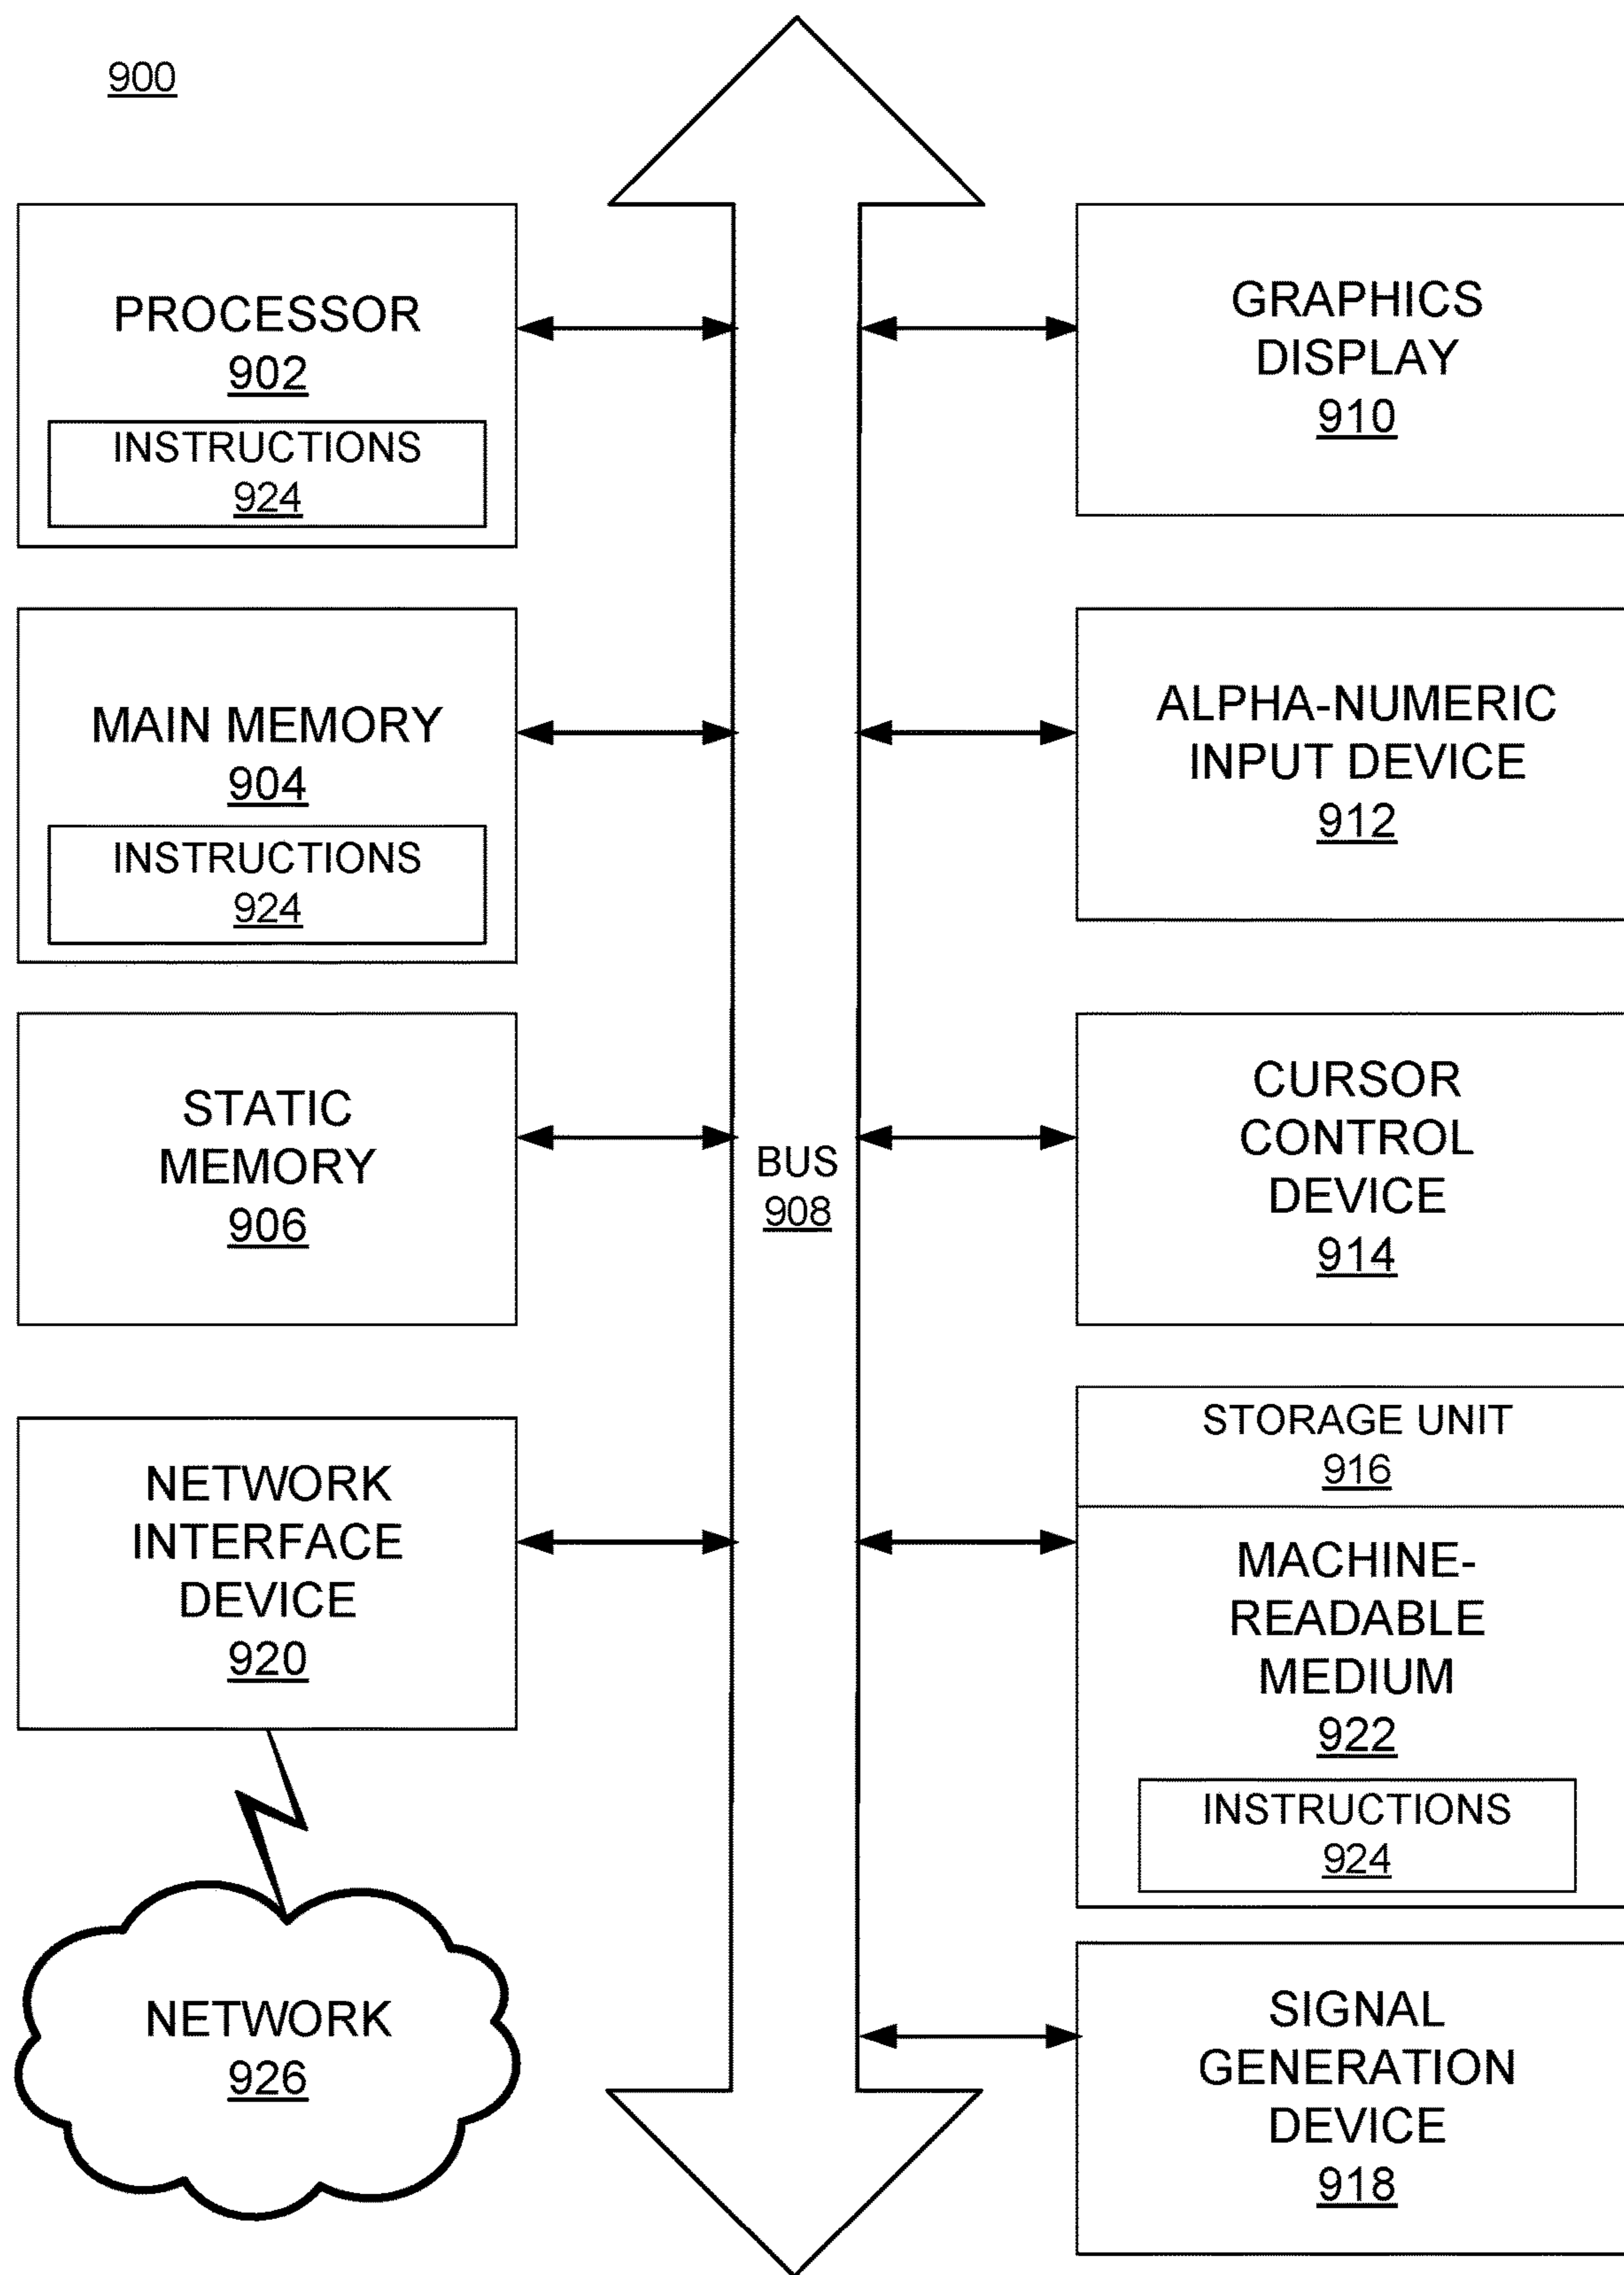 900
PROCESSOR
902
INSTRUCTIONS
924
MAIN MEMORY
904
INSTRUCTIONS
924
STATIC
MEMORY
906
NETWORK
INTERFACE
DEVICE
920
NETWORK
926
BUS
908
GRAPHICS
DISPLAY
910
ALPHA-NUMERIC
INPUT DEVICE
912
CURSOR
CONTROL
DEVICE
914
STORAGE UNIT
916
MACHINE-
READABLE
MEDIUM
922
INSTRUCTIONS
924
SIGNAL
GENERATION
DEVICE
918